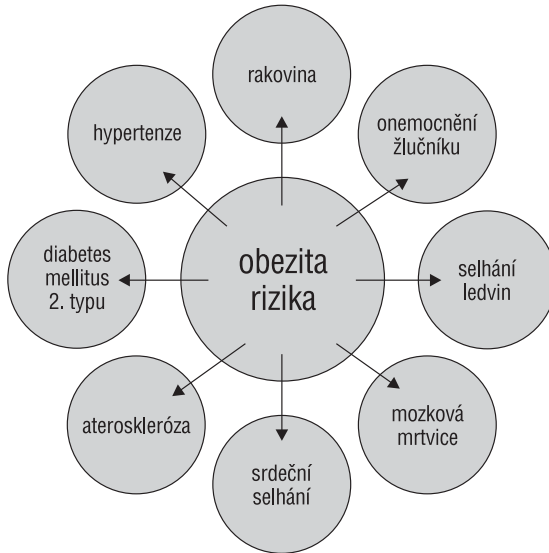 rakovina
onemocnění
žlučníku
selhání
ledvin
mozková
mrtvice
srdeční
selhání
ateroskleróza
diabetes
mellitus
2. typu
hypertenze
obezita
rizika